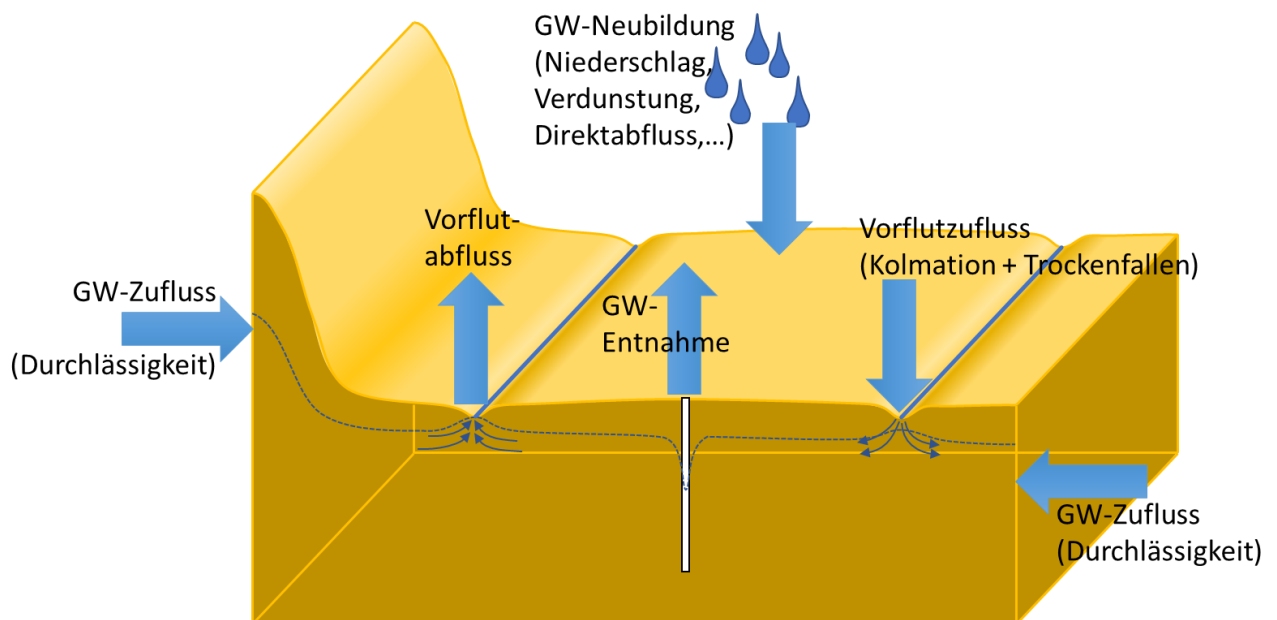 GW-Neubildung
(Niederschlag,
Verdunstung,
Direktabfluss,...)
Vorflut-
abfluss
Vorflutzufluss
(Kolmation + Trockenfallen)
GW-Zufluss
(Durchlässigkeit)
GW-
Entnahme
GW-Zufluss
(Durchlässigkeit)